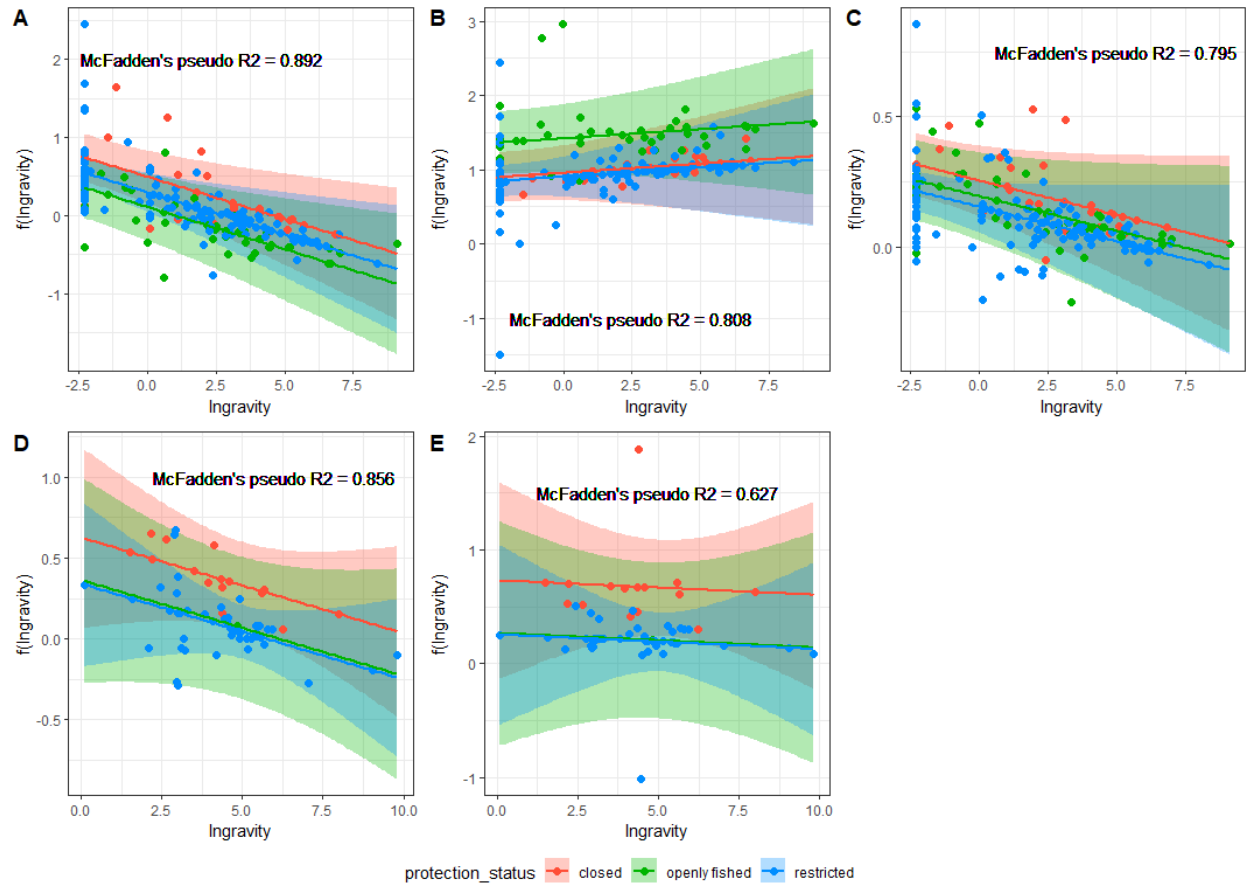 A
McFadden's pseudo R2 = 0.892
2
1
0
-1
f(lngravity)
-2.5
0.0
2.5
5.0
7.5
lngravity
B
McFadden's pseudo R2 = 0.808
3
2
1
0
-1
f(lngravity)
-2.5
0.0
2.5
5.0
7.5
lngravity
C
McFadden's pseudo R2 = 0.795
0.5
0.0
f(lngravity)
-2.5
0.0
2.5
5.0
7.5
lngravity
D
McFadden's pseudo R2 = 0.856
1.0
0.5
0.0
-0.5
f(lngravity)
0.0
2.5
5.0
7.5
10.0
lngravity
E
McFadden's pseudo R2 = 0.627
2
1
0
-1
f(lngravity)
0.0
2.5
5.0
7.5
10.0
lngravity
protection_status closed openly fished restricted